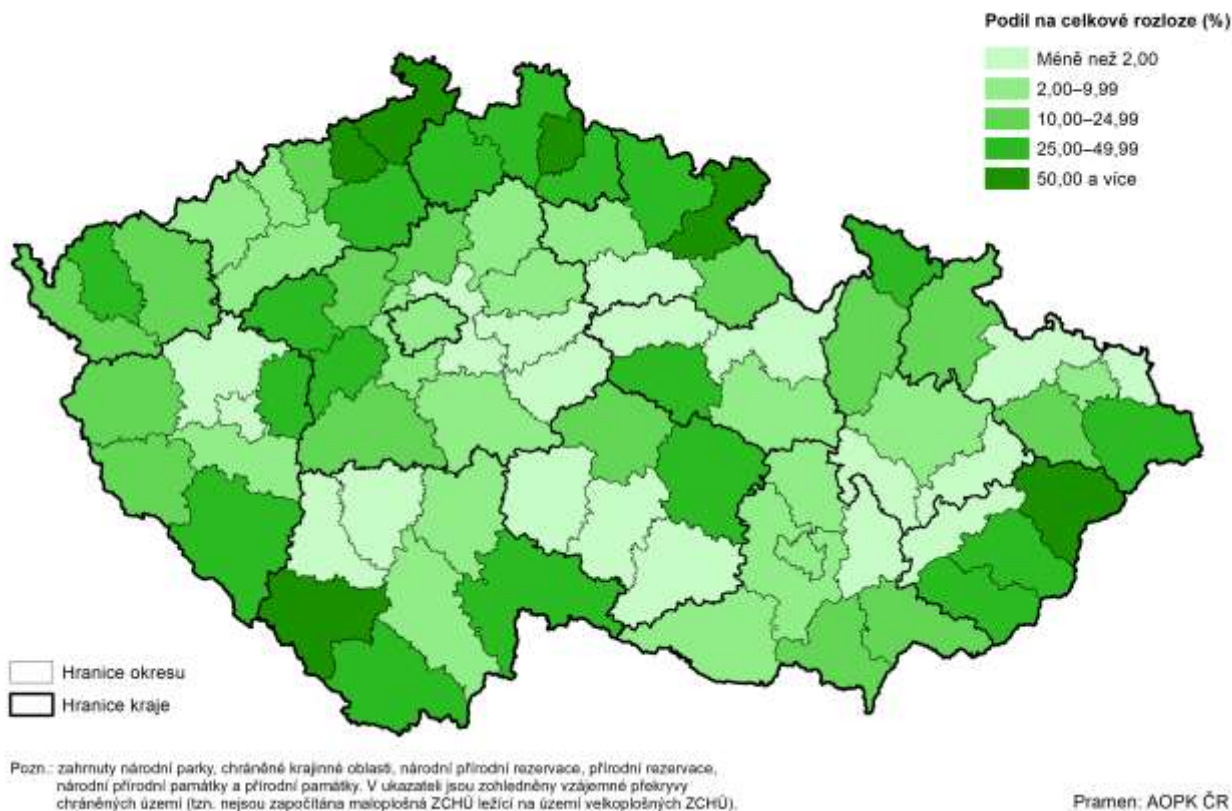 Podíl na celkové rozloze (%)
Méně než 2,00
2,00–9,99
10,00–24,99
25,00–49,99
50,00 a více
Hranice okresu
Hranice kraje
Pozn.: zahrnuty národní parky, chráněné krajinné oblasti, národní přírodní rezervace, přírodní rezervace,
národní přírodní památky a přírodní památky. V ukazateli jsou zohledněny vzájemné překryvy
chráněných území (tzn. nejsou započítána maloplošná ZCHÚ ležící na území velkoplošných ZCHÚ).
Pramen: AOPK ČR